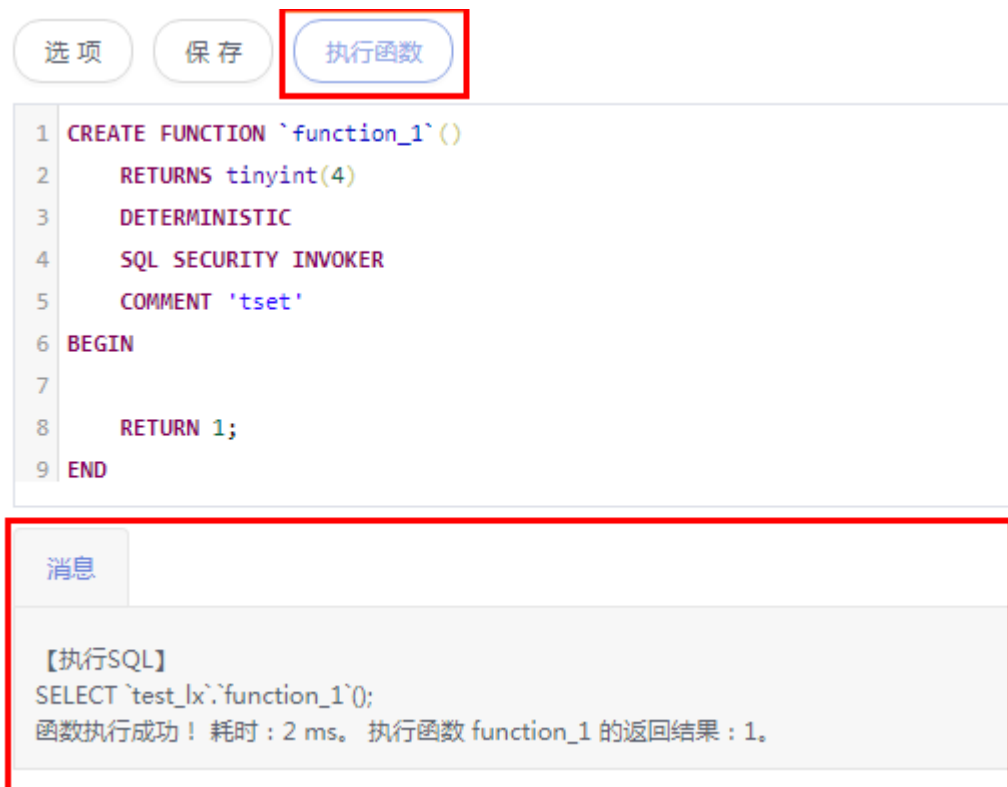 选 项 保 存 执行函数
1 CREATE FUNCTION `function_1`()
2 RETURNS tinyint(4)
3 DETERMINISTIC
4 SQL SECURITY INVOKER
5 COMMENT 'tset'
6 BEGIN
7
8 RETURN 1;
9 END
消息
【执行SQL】
SELECT `test_lx`.`function_1`();
函数执行成功！ 耗时：2 ms。 执行函数 function_1 的返回结果：1。